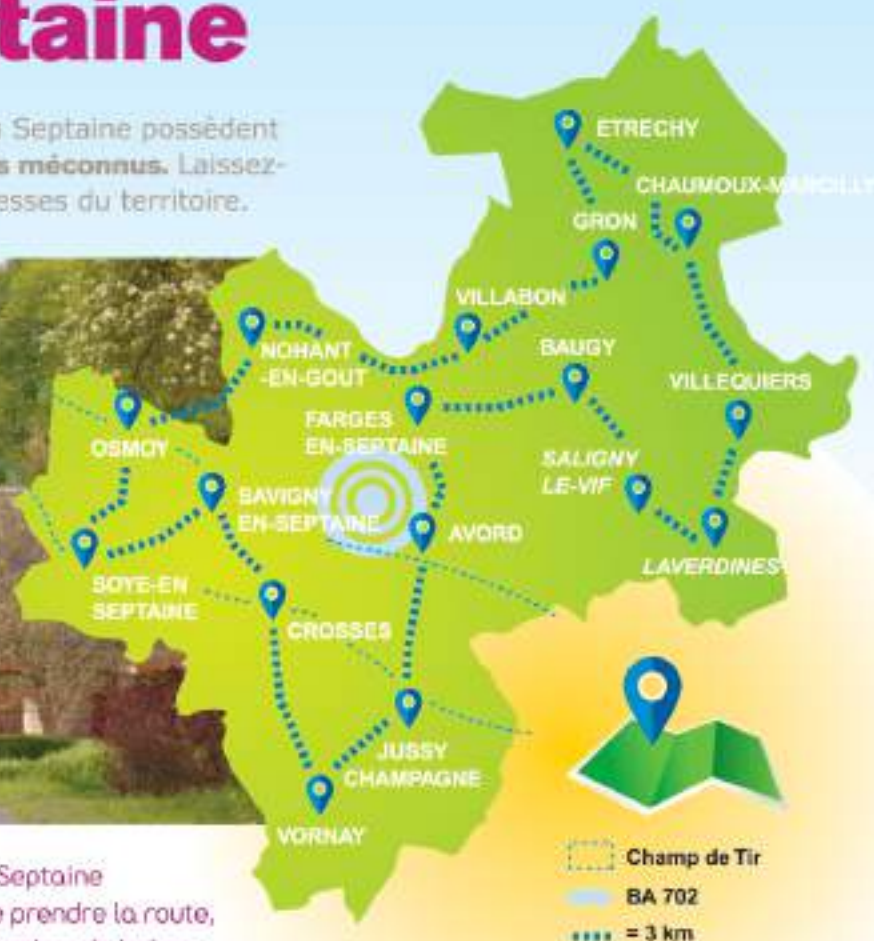 taine
Septaine possèdent
s méconnus. Laissez-
esses du territoire.
ETRECHY
CHAUMOUX-MARCILLY
GRON
VILLABON
NOHANT
-EN-GOUT
BAUGY
VILLEQUIERS
FARGES
EN-SEPTAINE
OSMOY
SALIGNY
LE-VIF
SAVIGNY
EN-SEPTAINE
AVORD
LAVERDINES
SOYE-EN
SEPTAINE
CROSSES
JUSSY
CHAMPAGNE
VORNAY
Champ de Tir
BA 702
= 3 km
Septaine
e prendre la route,